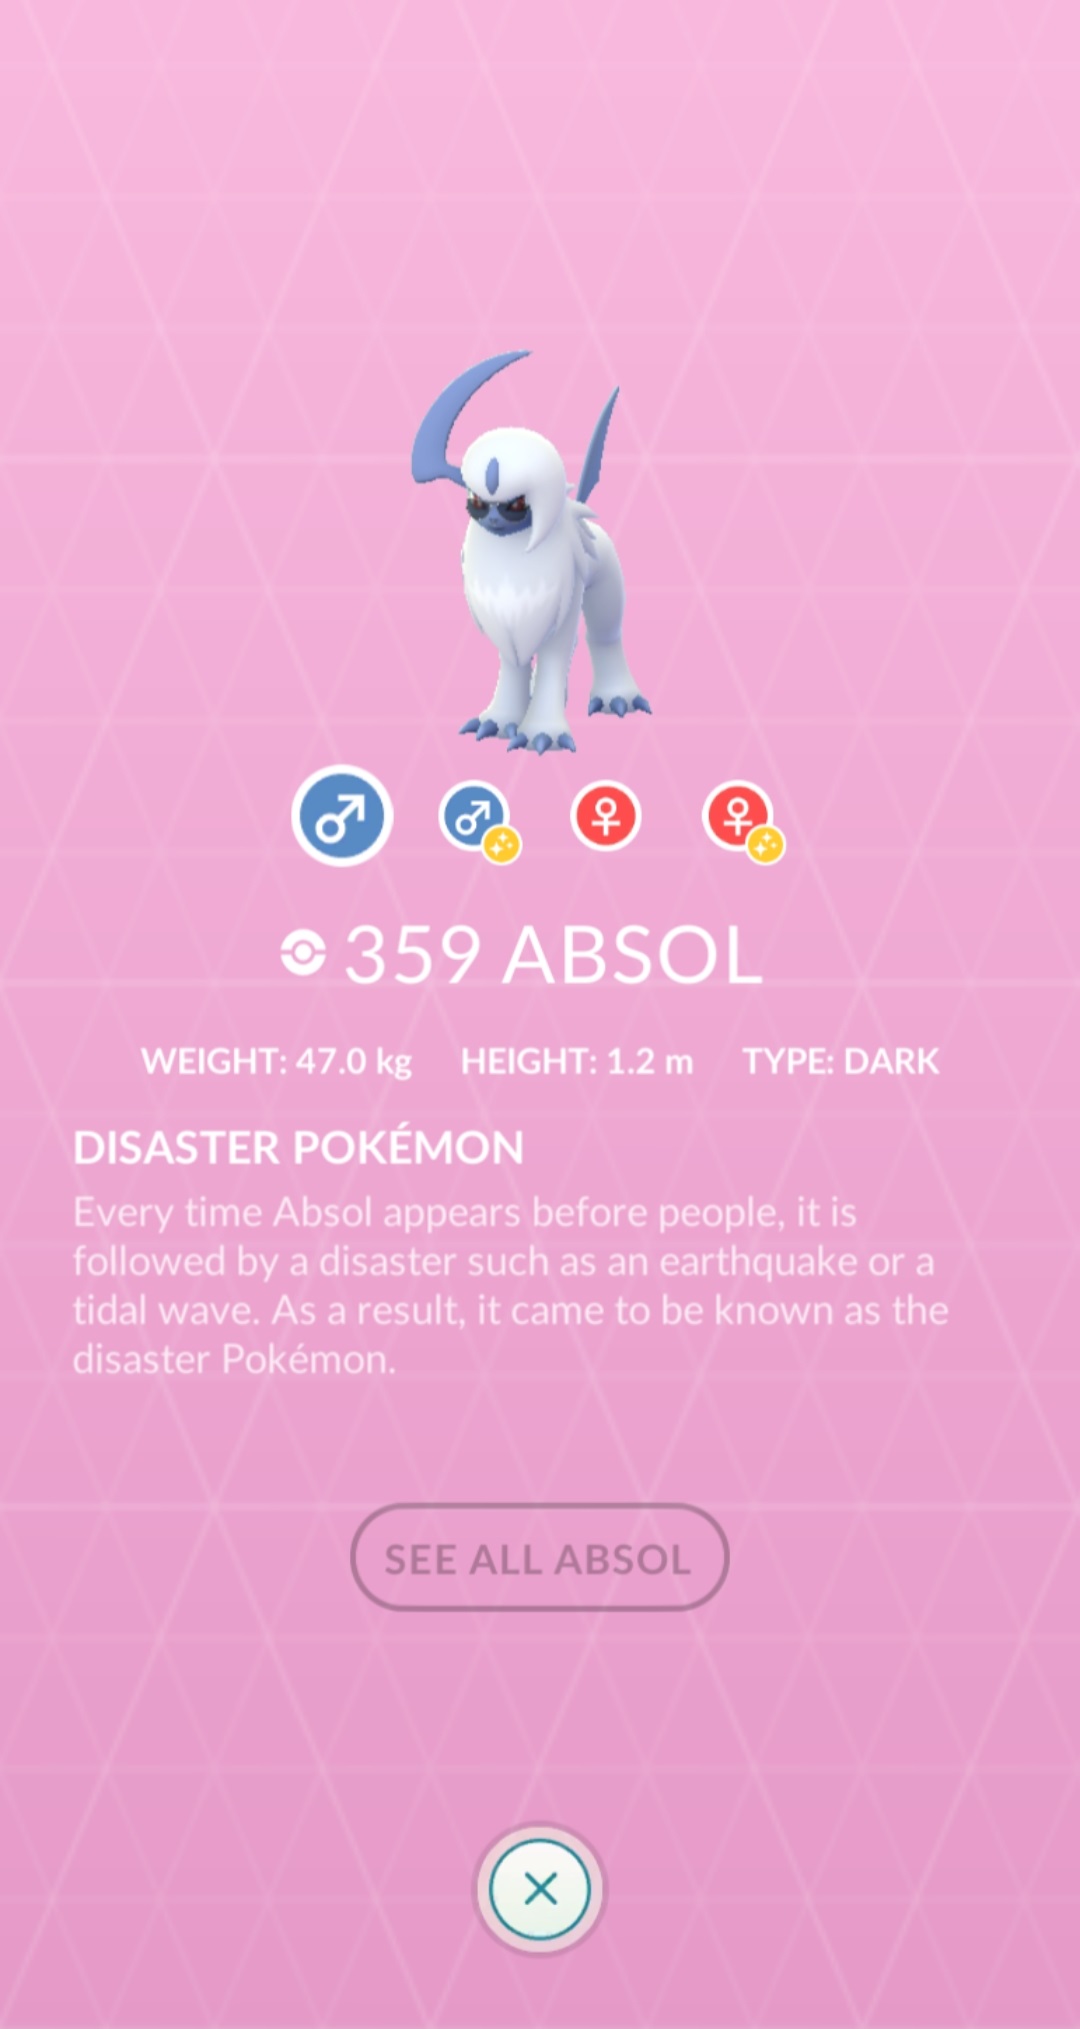 359 ABSOL
WEIGHT: 47.0 kg HEIGHT: 1.2 m TYPE: DARK
DISASTER POKÉMON
Every time Absol appears before people, it is
followed by a disaster such as an earthquake or a
tidal wave. As a result, it came to be known as the
disaster Pokémon.
SEE ALL ABSOL